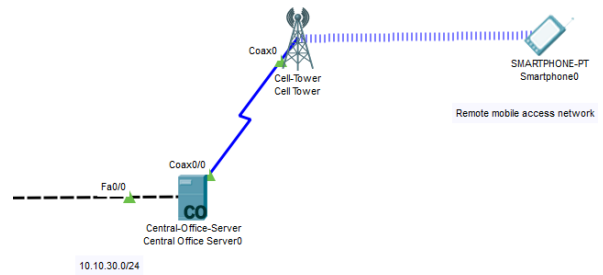 Coax0
Cell-Tower
Cell Tower
SMARTPHONE-PT
Smartphone0
Remote mobile access network
Coax0/0
Fa0/0
CO
Central-Office-Server
Central Office Server0
10.10.30.0/24